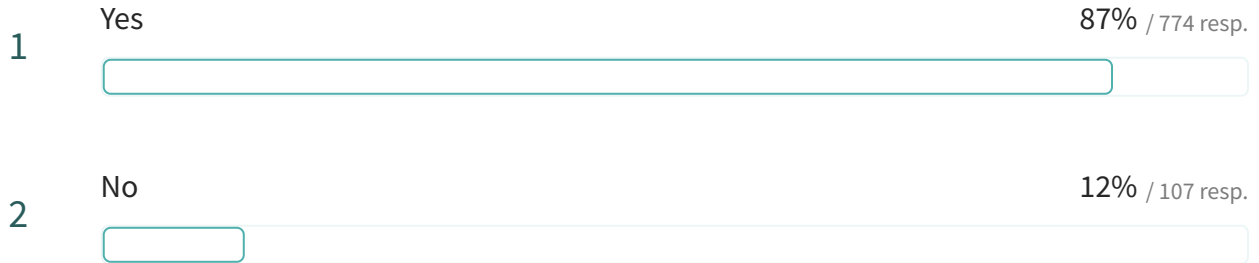 1 Yes 87% / 774 resp.
2 No 12% / 107 resp.